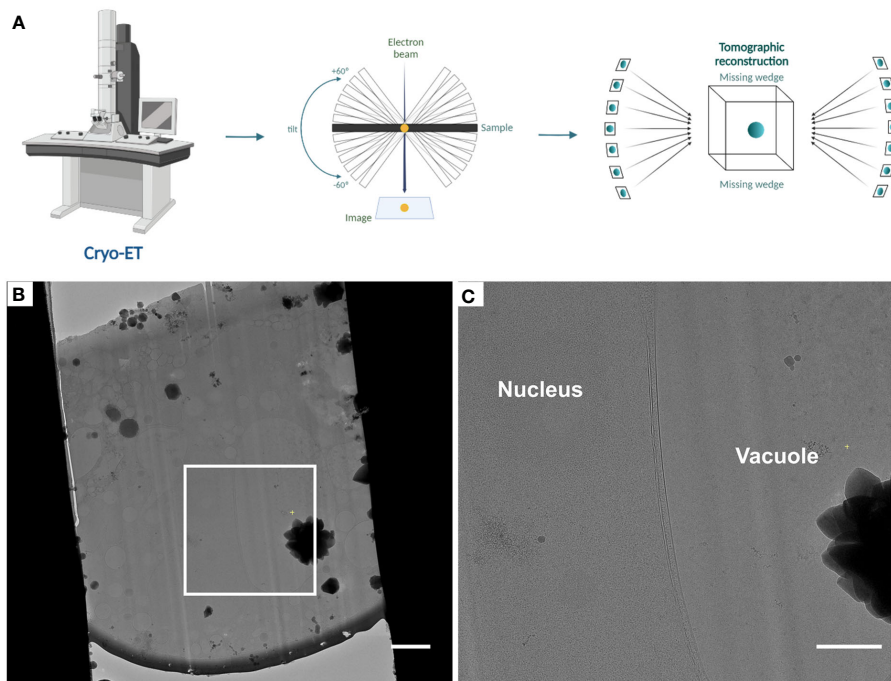 A
Cryo-ET
Electron
beam
+60°
tilt
-60°
Sample
Image
Tomographic
reconstruction
Missing wedge
Missing wedge
B
C
Nucleus
Vacuole